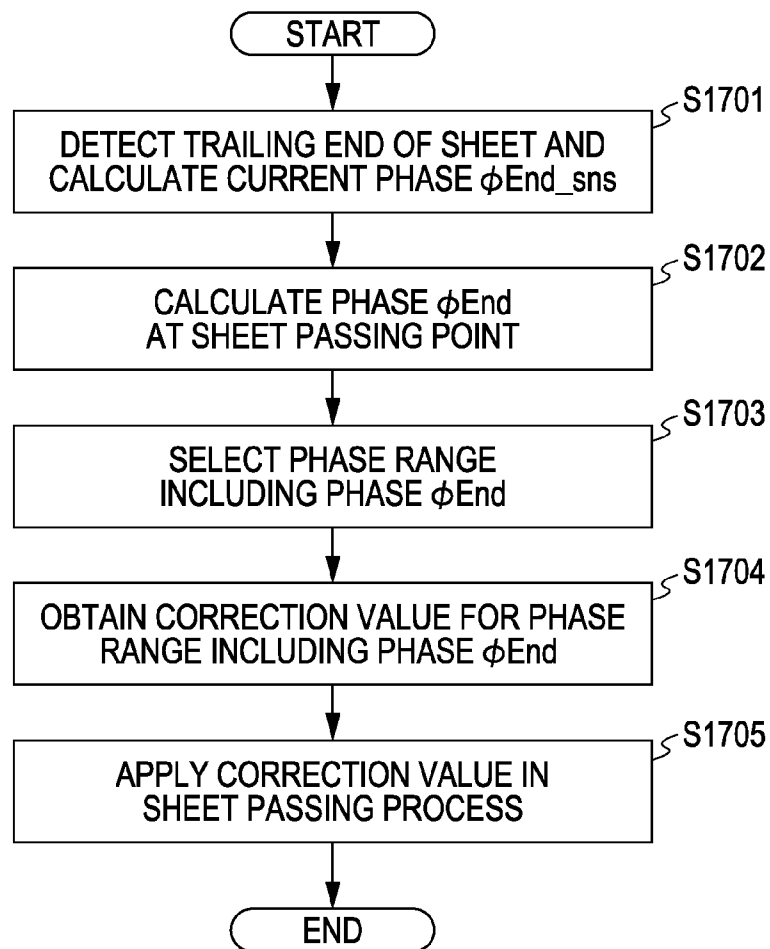 START
S1701
DETECT TRAILING END OF SHEET AND
CALCULATE CURRENT PHASE ϕEnd_sns
S1702
CALCULATE PHASE ϕEnd
AT SHEET PASSING POINT
S1703
SELECT PHASE RANGE
INCLUDING PHASE ϕEnd
S1704
OBTAIN CORRECTION VALUE FOR PHASE
RANGE INCLUDING PHASE ϕEnd
S1705
APPLY CORRECTION VALUE IN
SHEET PASSING PROCESS
END